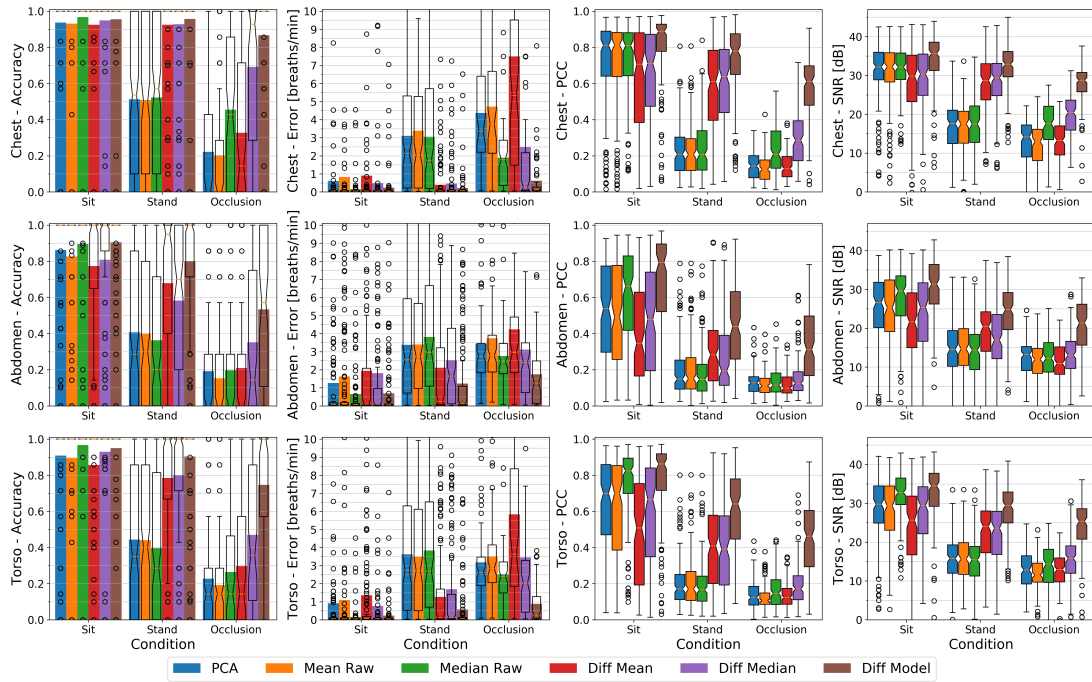 Chest - Accuracy
1.0
0.8
0.6
0.4
0.2
0.0
Sit Stand Occlusion
Chest - Error [breaths/min]
10
9
8
7
6
5
4
3
2
1
0
Sit Stand Occlusion
Chest - PCC
1.0
0.8
0.6
0.4
0.2
0.0
Sit Stand Occlusion
Chest - SNR [dB]
40
30
20
10
0
Sit Stand Occlusion
Abdomen - Accuracy
1.0
0.8
0.6
0.4
0.2
0.0
Sit Stand Occlusion
Abdomen - Error [breaths/min]
10
9
8
7
6
5
4
3
2
1
0
Sit Stand Occlusion
Abdomen - PCC
1.0
0.8
0.6
0.4
0.2
0.0
Sit Stand Occlusion
Abdomen - SNR [dB]
40
30
20
10
0
Sit Stand Occlusion
Torso - Accuracy
1.0
0.8
0.6
0.4
0.2
0.0
Sit Stand Occlusion
Condition
Torso - Error [breaths/min]
10
9
8
7
6
5
4
3
2
1
0
Sit Stand Occlusion
Condition
Torso - PCC
1.0
0.8
0.6
0.4
0.2
0.0
Sit Stand Occlusion
Condition
Torso - SNR [dB]
40
30
20
10
0
Sit Stand Occlusion
Condition
PCA Mean Raw Median Raw Diff Mean Diff Median Diff Model